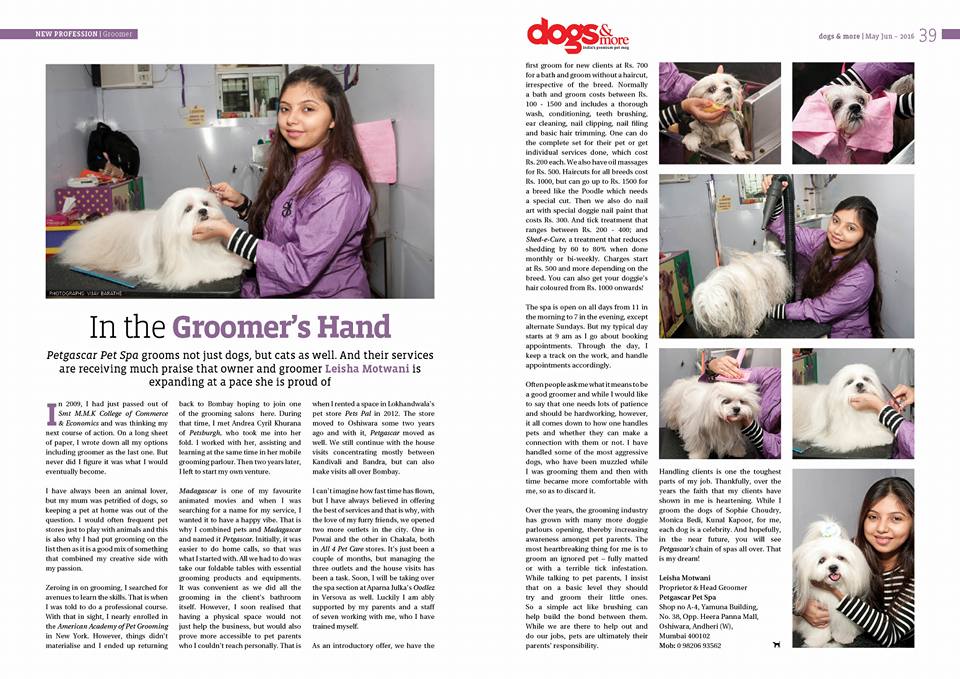 NEW PROFESSION | Groomer
PHOTOGRAPHS: VIJAY BARATHE
In the Groomer's Hand
Petgascar Pet Spa grooms not just dogs, but cats as well. And their services
are receiving much praise that owner and groomer Leisha Motwani is
expanding at a pace she is proud of
In 2009, I had just passed out of
Smt M.M.K College of Commerce
& Economics and was thinking my
next course of action. On a long sheet
of paper, I wrote down all my options
including groomer as the last one. But
never did I figure it was what I would
eventually become.
I have always been an animal lover,
but my mum was petrified of dogs, so
keeping a pet at home was out of the
question. I would often frequent pet
stores just to play with animals and this
is also why I had put grooming on the
list then as it is a good mix of something
that combined my creative side with
my passion.
Zeroing in on grooming, I searched for
avenues to learn the skills. That is when
I was told to do a professional course.
With that in sight, I nearly enrolled in
the American Academy of Pet Grooming
in New York. However, things didn't
materialise and I ended up returning
back to Bombay hoping to join one
of the grooming salons here. During
that time, I met Andrea Cyril Khurana
of Petsburgh, who took me into her
fold. I worked with her, assisting and
learning at the same time in her mobile
grooming parlour. Then two years later,
I left to start my own venture.
Madagascar is one of my favourite
animated movies and when I was
searching for a name for my service, I
wanted it to have a happy vibe. That is
why I combined pets and Madagascar
and named it Petgascar. Initially, it was
easier to do home calls, so that was
what I started with. All we had to do was
take our foldable tables with essential
grooming products and equipments.
It was convenient as we did all the
grooming in the client's bathroom
itself. However, I soon realised that
having a physical space would not
just help the business, but would also
prove more accessible to pet parents
who I couldn't reach personally. That is
when I rented a space in Lokhandwala's
pet store Pets Pal in 2012. The store
moved to Oshiwara some two years
ago and with it, Petgascar moved as
well. We still continue with the house
visits concentrating mostly between
Kandivali and Bandra, but can also
make visits all over Bombay.
I can't imagine how fast time has flown,
but I have always believed in offering
the best of services and that is why, with
the love of my furry friends, we opened
two more outlets in the city. One in
Powai and the other in Chakala, both
in All 4 Pet Care stores. It's just been a
couple of months, but managing the
three outlets and the house visits has
been a task. Soon, I will be taking over
the spa section at Aparna Julka's Oodlez
in Versova as well. Luckily I am ably
supported by my parents and a staff
of seven working with me, who I have
trained myself.
As an introductory offer, we have the
dogs & more
India's premium pet mag
dogs & more | May Jun - 2016 39
first groom for new clients at Rs. 700
for a bath and groom without a haircut,
irrespective of the breed. Normally
a bath and groom costs between Rs.
100 - 1500 and includes a thorough
wash, conditioning, teeth brushing,
ear cleaning, nail clipping, nail filing
and basic hair trimming. One can do
the complete set for their pet or get
individual services done, which cost
Rs. 200 each. We also have oil massages
for Rs. 500. Haircuts for all breeds cost
Rs. 1000, but can go up to Rs. 1500 for
a breed like the Poodle which needs
a special cut. Then we also do nail
art with special doggie nail paint that
costs Rs. 300. And tick treatment that
ranges between Rs. 200 - 400; and
Shed-e-Cure, a treatment that reduces
shedding by 60 to 80% when done
monthly or bi-weekly. Charges start
at Rs. 500 and more depending on the
breed. You can also get your doggie's
hair coloured from Rs. 1000 onwards!
The spa is open on all days from 11 in
the morning to 7 in the evening, except
alternate Sundays. But my typical day
starts at 9 am as I go about booking
appointments. Through the day, I
keep a track on the work, and handle
appointments accordingly.
Often people ask me what it means to be
a good groomer and while I would like
to say that one needs lots of patience
and should be hardworking, however,
it all comes down to how one handles
pets and whether they can make a
connection with them or not. I have
handled some of the most aggressive
dogs, who have been muzzled while
I was grooming them and then with
time became more comfortable with
me, so as to discard it.
Over the years, the grooming industry
has grown with many more doggie
parlours opening, thereby increasing
awareness amongst pet parents. The
most heartbreaking thing for me is to
groom an ignored pet – fully matted
or with a terrible tick infestation.
While talking to pet parents, I insist
that on a basic level they should
try and groom their little ones.
So a simple act like brushing can
help build the bond between them.
While we are there to help out and
do our jobs, pets are ultimately their
parents' responsibility.
Handling clients is one the toughest
parts of my job. Thankfully, over the
years the faith that my clients have
shown in me is heartening. While I
groom the dogs of Sophie Choudry,
Monica Bedi, Kunal Kapoor, for me,
each dog is a celebrity. And hopefully,
in the near future, you will see
Petgascar's chain of spas all over. That
is my dream!
Leisha Motwani
Proprietor & Head Groomer
Petgascar Pet Spa
Shop no A-4, Yamuna Building,
No. 38, Opp. Heera Panna Mall,
Oshiwara, Andheri (W),
Mumbai 400102
Mob: 0 98206 93562